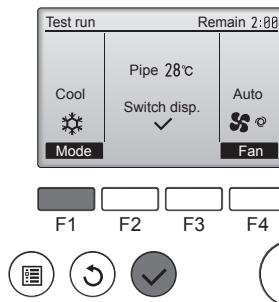 Test run Remain 2:00
Pipe 28℃
Cool Auto
Switch disp.
Mode Fan
F1 F2 F3 F4